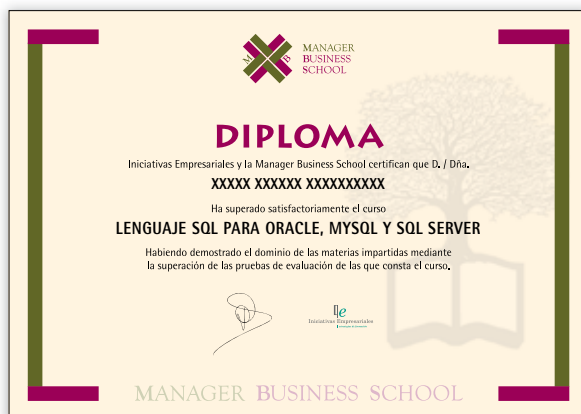 M B
MANAGER
BUSINESS
SCHOOL
DIPLOMA
Iniciativas Empresariales y la Manager Business School certifican que D. / Dña.
XXXXX XXXXXX XXXXXXXXXX
Ha superado satisfactoriamente el curso
LENGUAJE SQL PARA ORACLE, MYSQL Y SQL SERVER
Habiendo demostrado el dominio de las materias impartidas mediante
la superación de las pruebas de evaluación de las que consta el curso.
Ie
Iniciativas Empresariales
MANAGER BUSINESS SCHOOL